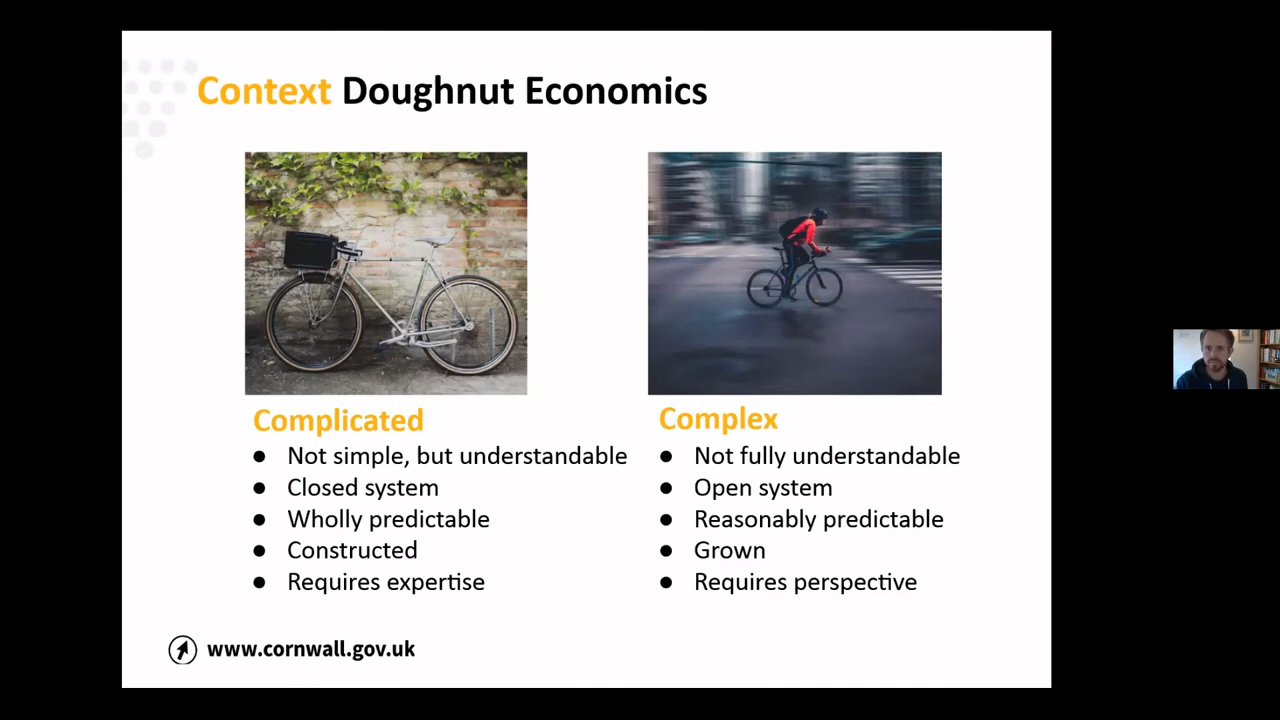 Context Doughnut Economics
Complicated
● Not simple, but understandable
● Closed system
● Wholly predictable
● Constructed
● Requires expertise
Complex
● Not fully understandable
● Open system
● Reasonably predictable
● Grown
● Requires perspective
www.cornwall.gov.uk